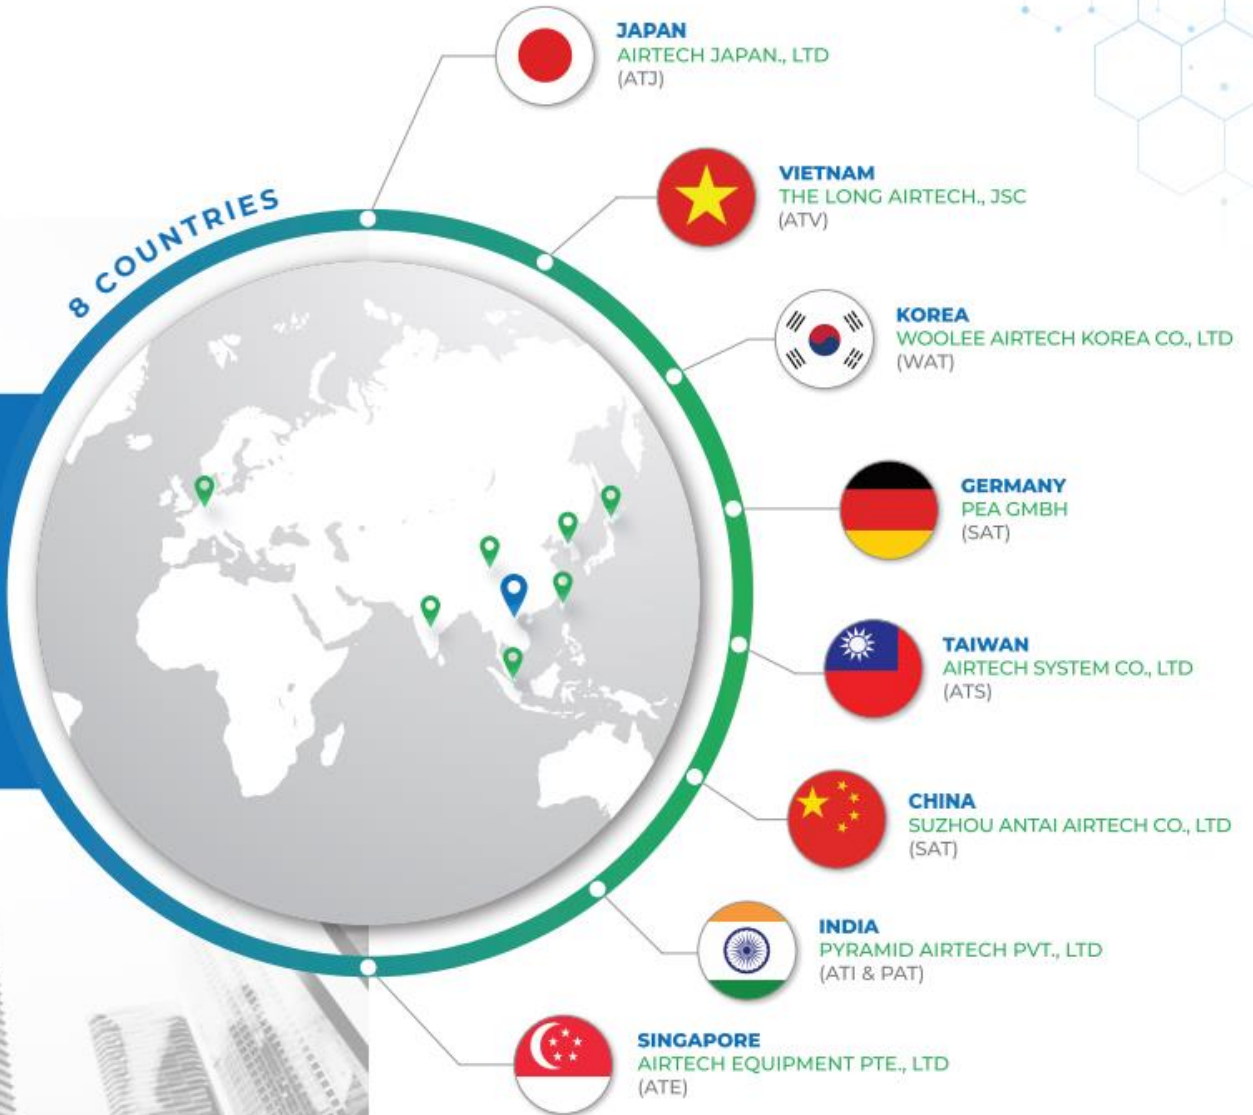 8 COUNTRIES
JAPAN
AIRTECH JAPAN., LTD
(ATJ)
VIETNAM
THE LONG AIRTECH., JSC
(ATV)
KOREA
WOOLEE AIRTECH KOREA CO., LTD
(WAT)
GERMANY
PEA GMBH
(SAT)
TAIWAN
AIRTECH SYSTEM CO., LTD
(ATS)
CHINA
SUZHOU ANTAI AIRTECH CO., LTD
(SAT)
INDIA
PYRAMID AIRTECH PVT., LTD
(ATI & PAT)
SINGAPORE
AIRTECH EQUIPMENT PTE., LTD
(ATE)